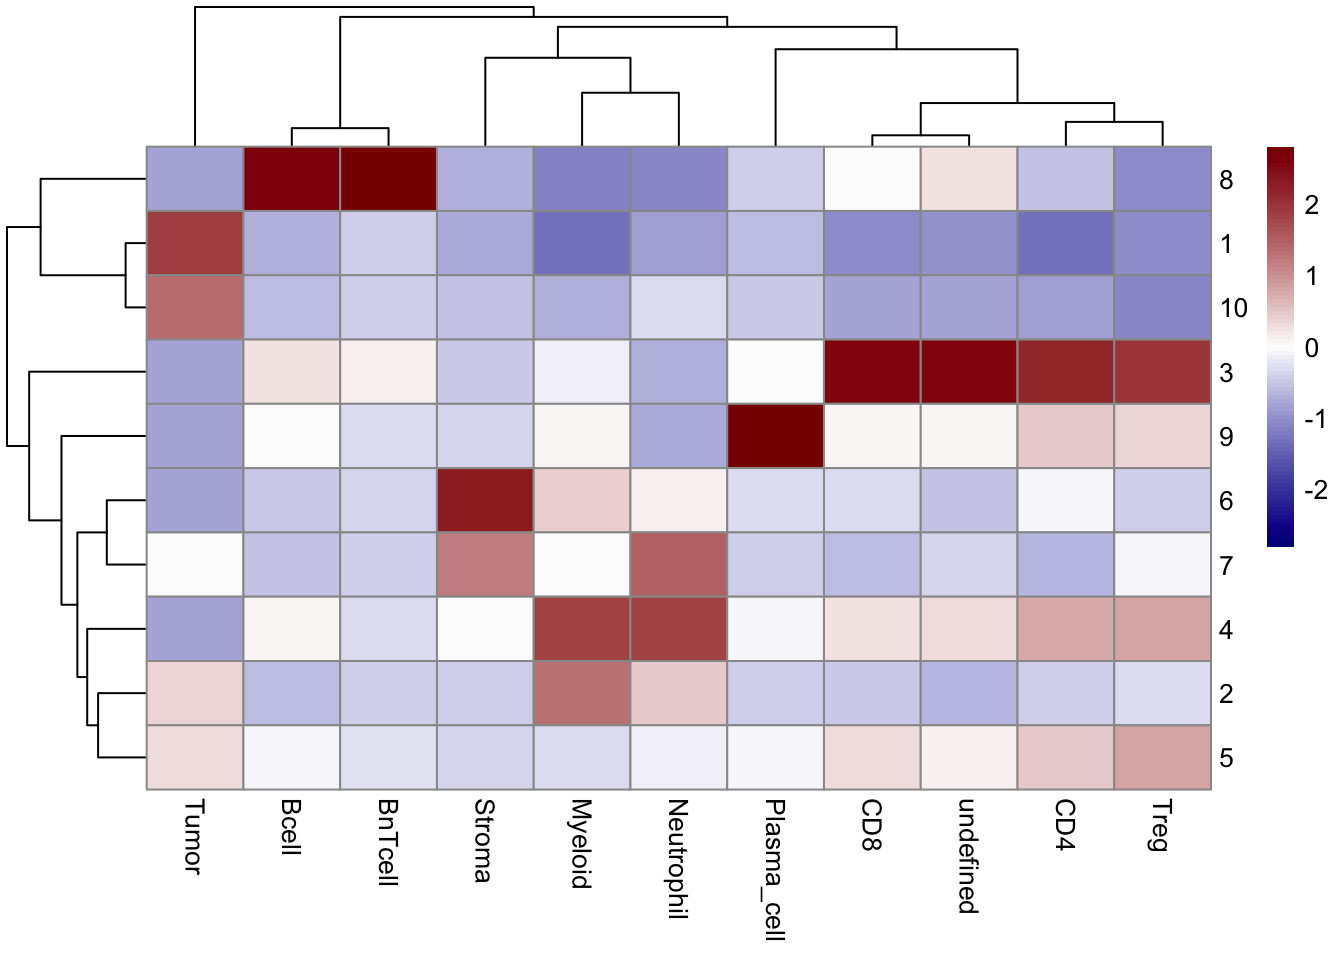 8
1
10
3
9
6
7
4
2
5
2
1
0
-1
-2
Tumor
Bcell
BnTcell
Stroma
Myeloid
Neutrophil
Plasma_cell
CD8
undefined
CD4
Treg